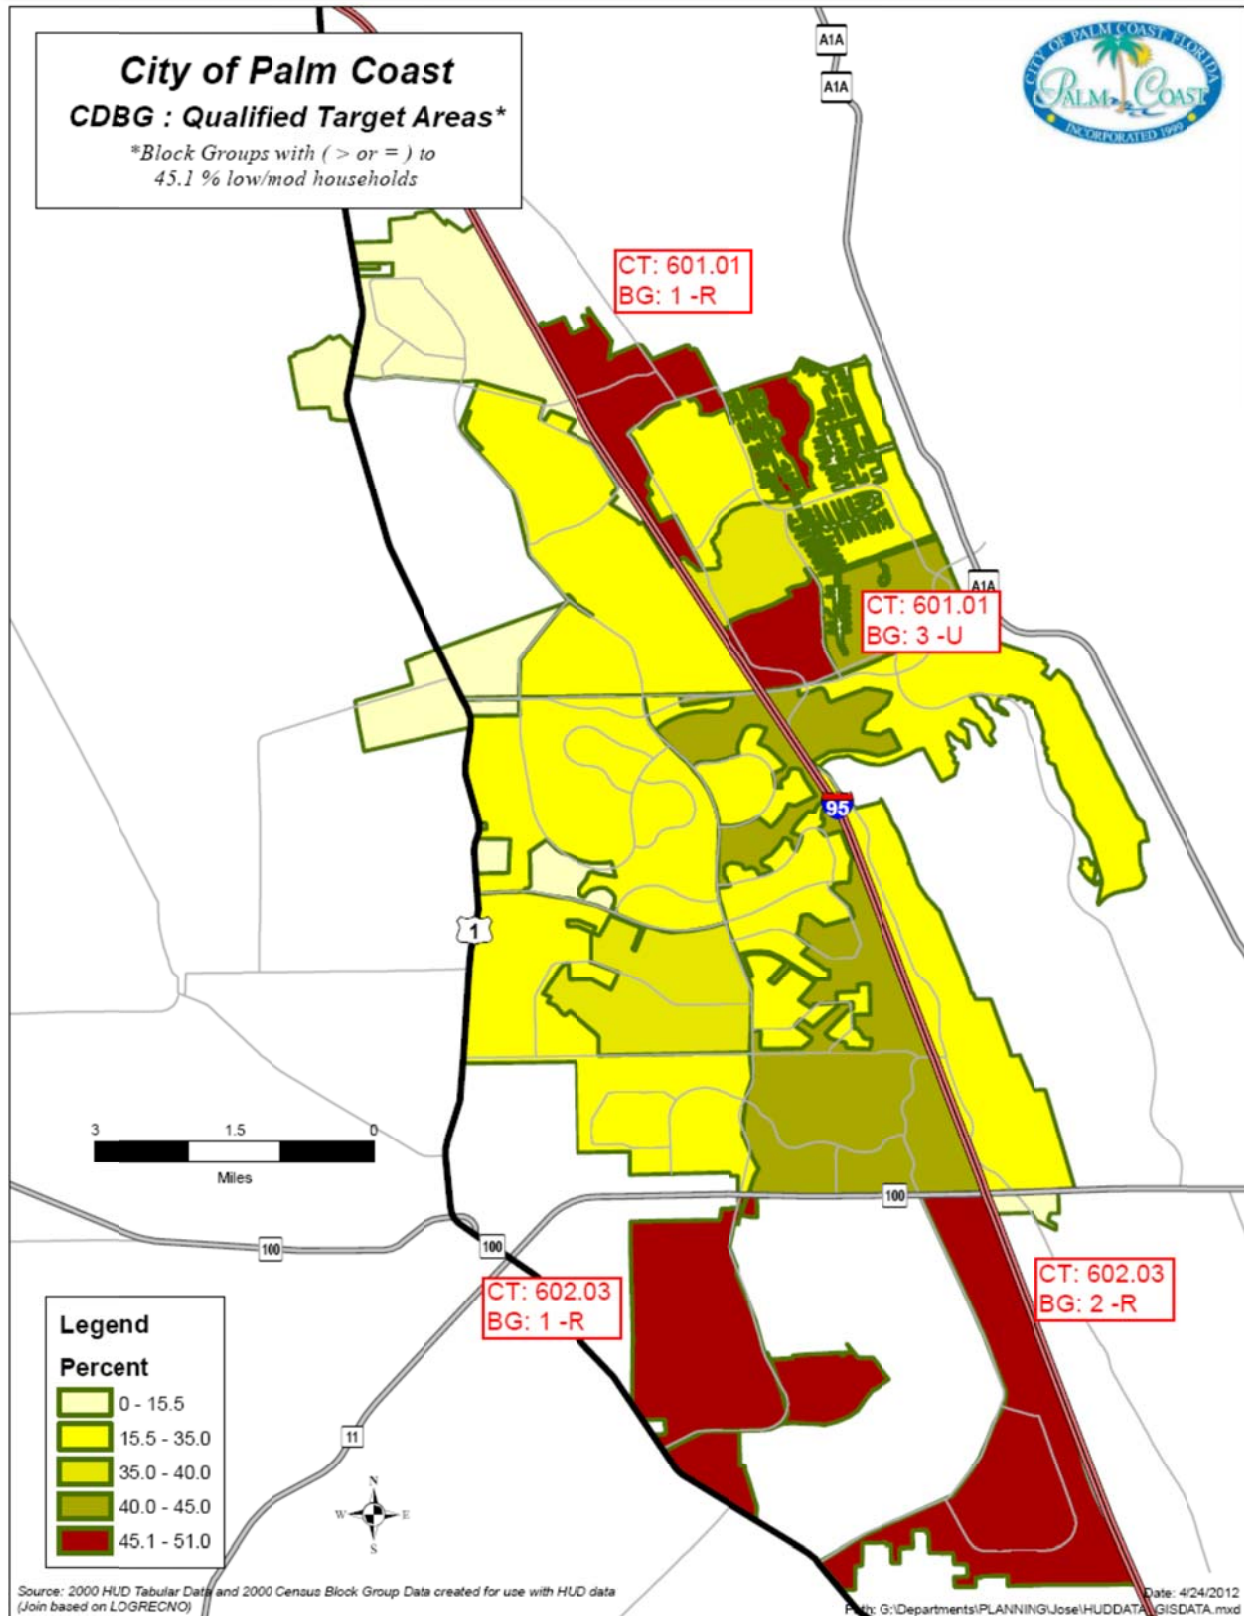 City of Palm Coast
CDBG : Qualified Target Areas*
*Block Groups with ( > or = ) to
45.1 % low/mod households
A1A
A1A
CITY OF PALM COAST, FLORIDA
PALM COAST
INCORPORATED 1999
CT: 601.01
BG: 1 -R
A1A
CT: 601.01
BG: 3 -U
95
1
3 1.5 0
Miles
100
100
100
CT: 602.03
BG: 1 -R
CT: 602.03
BG: 2 -R
Legend
Percent
0 - 15.5
15.5 - 35.0
35.0 - 40.0
40.0 - 45.0
45.1 - 51.0
11
N
W E
S
Source: 2000 HUD Tabular Data and 2000 Census Block Group Data created for use with HUD data
(Join based on LOGRECNO)
Date: 4/24/2012
Path: G:\Departments\PLANNING\Jose\HUDDATA\GISDATA.mxd